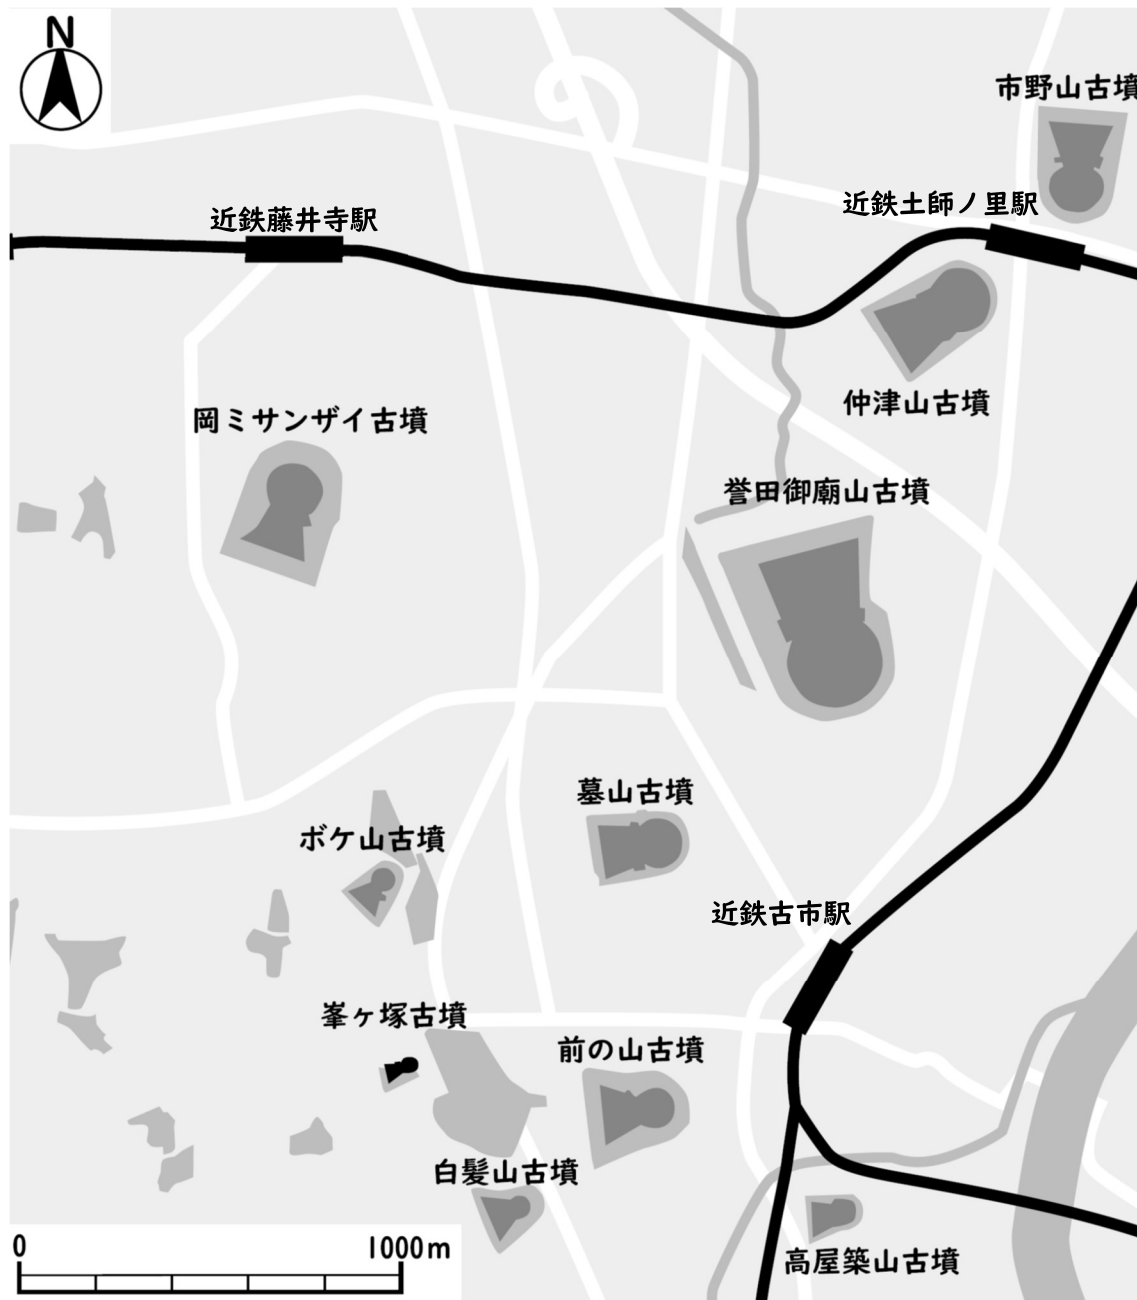 N
市野山古墳
近鉄土師ノ里駅
近鉄藤井寺駅
仲津山古墳
岡ミサンザイ古墳
誉田御廟山古墳
墓山古墳
ボケ山古墳
近鉄古市駅
峯ヶ塚古墳
前の山古墳
白髪山古墳
高屋築山古墳
0 1000m